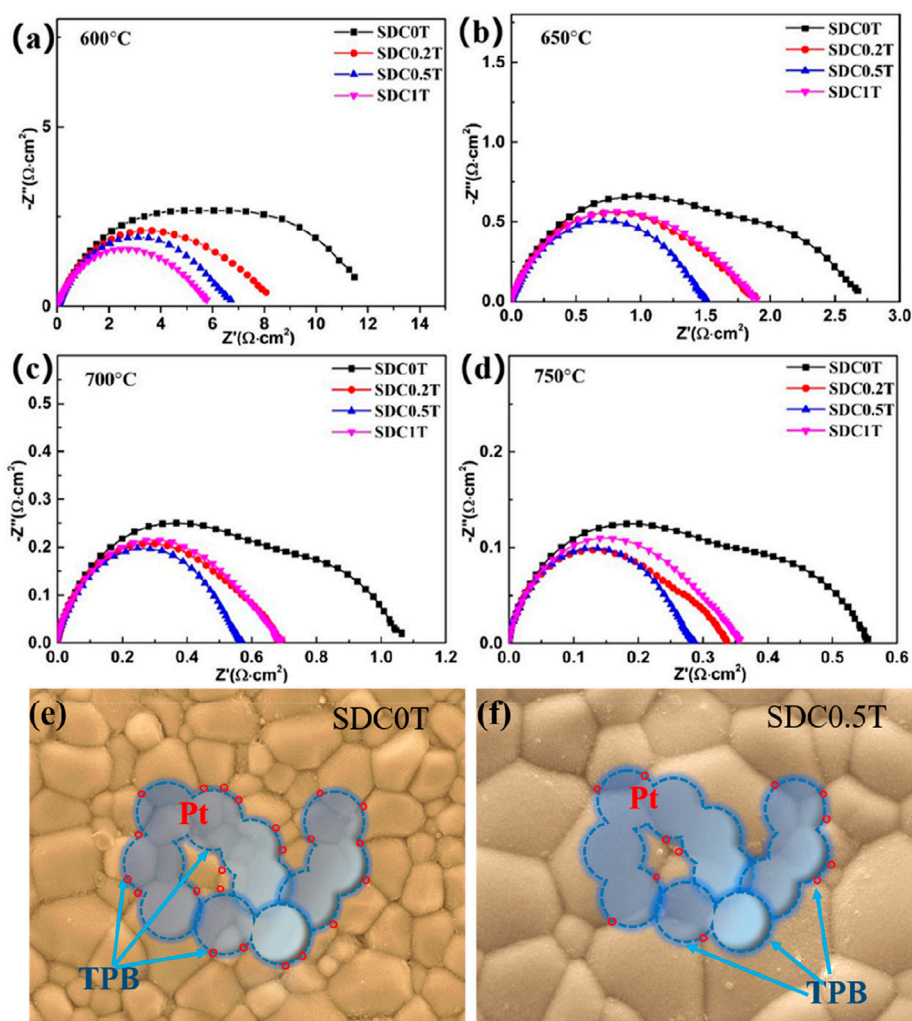 (a)
600°C
SDC0T
SDC0.2T
SDC0.5T
SDC1T
5
0
-Z''(Ω·cm²)
0 2 4 6 8 10 12 14
Z'(Ω·cm²)
(b)
650°C
SDC0T
SDC0.2T
SDC0.5T
SDC1T
1.5
1.0
0.5
0.0
-Z''(Ω·cm²)
0.0 0.5 1.0 1.5 2.0 2.5 3.0
Z'(Ω·cm²)
(c)
700°C
SDC0T
SDC0.2T
SDC0.5T
SDC1T
0.5
0.4
0.3
0.2
0.1
0.0
-Z''(Ω·cm²)
0.0 0.2 0.4 0.6 0.8 1.0 1.2
Z'(Ω·cm²)
(d)
750°C
SDC0T
SDC0.2T
SDC0.5T
SDC1T
0.2
0.1
0.0
-Z''(Ω·cm²)
0.0 0.1 0.2 0.3 0.4 0.5 0.6
Z'(Ω·cm²)
(e) SDC0T
Pt
TPB
(f) SDC0.5T
Pt
TPB